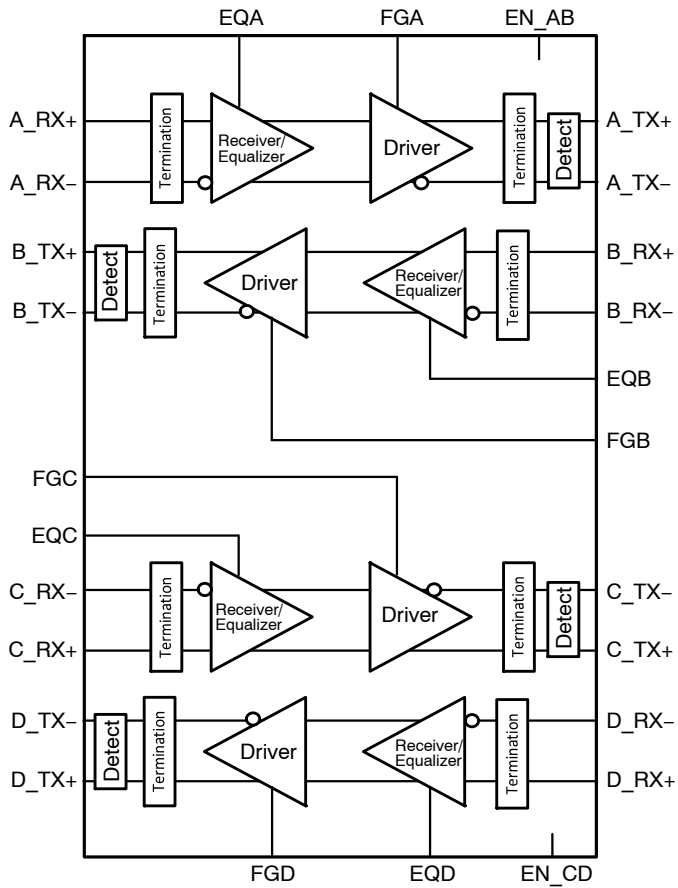 EQA FGA EN_AB
A_RX+ Termination Receiver/ Equalizer Driver Termination Detect A_TX+
A_RX− A_TX−
B_TX+ Detect Termination Driver Receiver/ Equalizer Termination B_RX+
B_TX− B_RX−
EQB
FGB
FGC
EQC
C_RX− Termination Receiver/ Equalizer Driver Termination Detect C_TX−
C_RX+ C_TX+
D_TX− Detect Termination Driver Receiver/ Equalizer Termination D_RX−
D_TX+ D_RX+
FGD EQD EN_CD